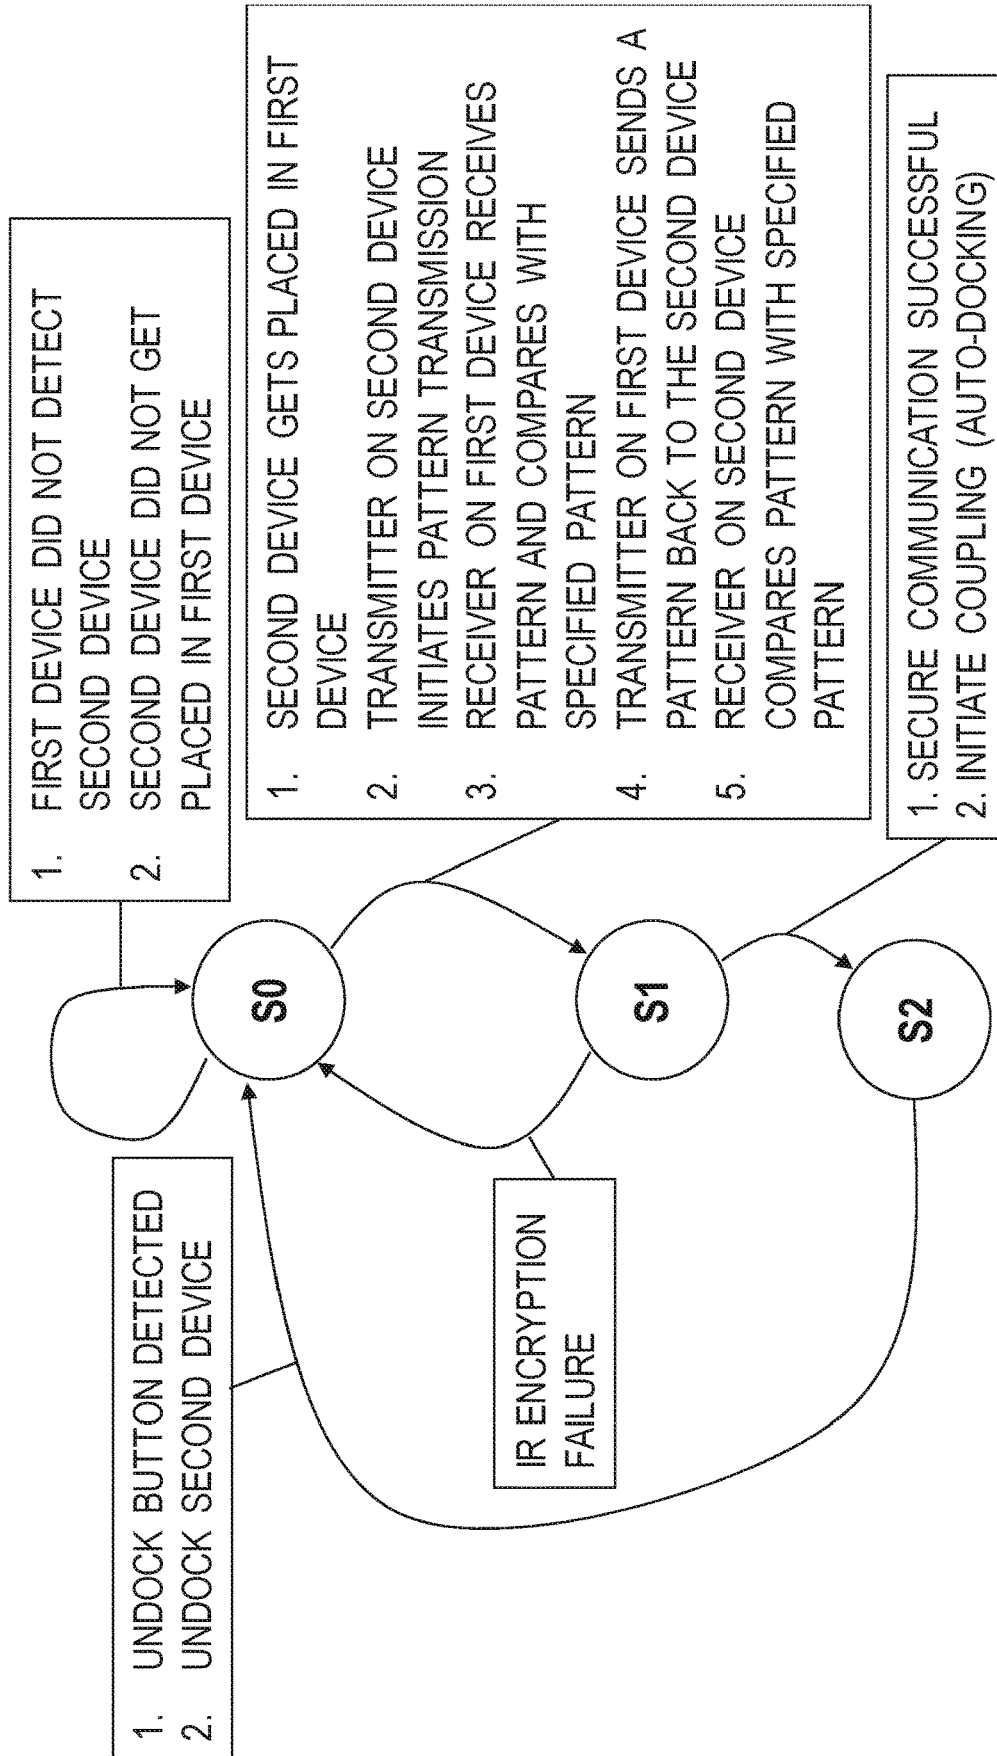 1. UNDOCK BUTTON DETECTED
2. UNDOCK SECOND DEVICE
1. FIRST DEVICE DID NOT DETECT
SECOND DEVICE
2. SECOND DEVICE DID NOT GET
PLACED IN FIRST DEVICE
S0
1. SECOND DEVICE GETS PLACED IN FIRST
DEVICE
2. TRANSMITTER ON SECOND DEVICE
INITIATES PATTERN TRANSMISSION
3. RECEIVER ON FIRST DEVICE RECEIVES
PATTERN AND COMPARES WITH
SPECIFIED PATTERN
4. TRANSMITTER ON FIRST DEVICE SENDS A
PATTERN BACK TO THE SECOND DEVICE
5. RECEIVER ON SECOND DEVICE
COMPARES PATTERN WITH SPECIFIED
PATTERN
IR ENCRYPTION
FAILURE
S1
1. SECURE COMMUNICATION SUCCESSFUL
2. INITIATE COUPLING (AUTO-DOCKING)
S2